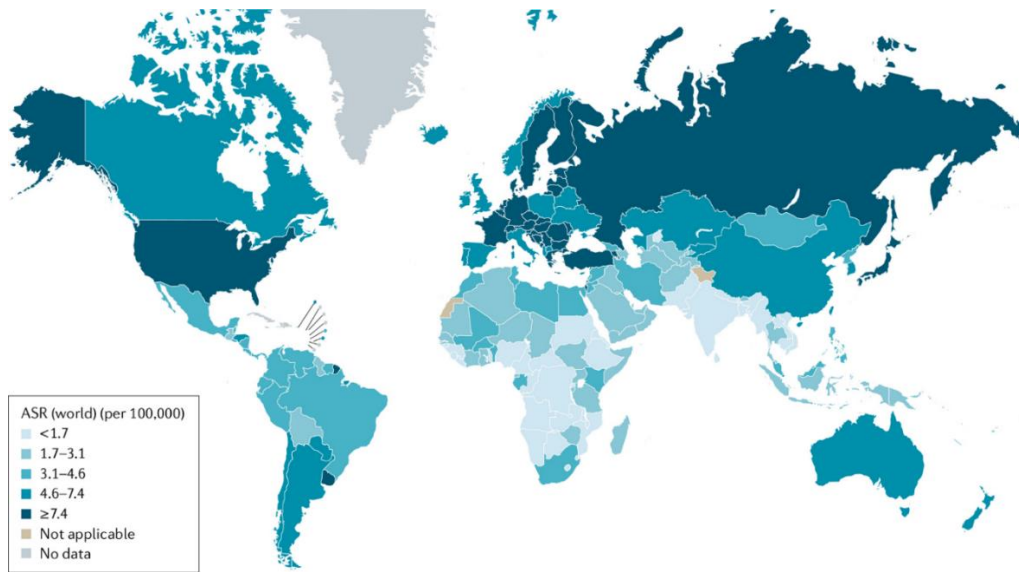 ASR (world) (per 100,000)
<1.7
1.7–3.1
3.1–4.6
4.6–7.4
≥7.4
Not applicable
No data